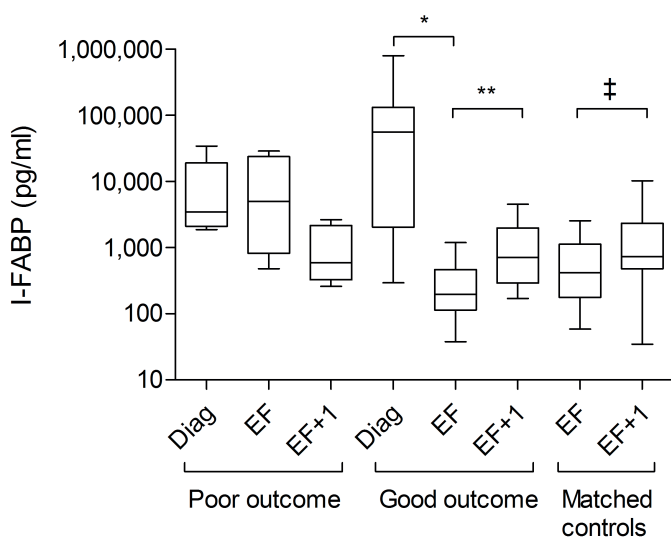 *
1,000,000
**
‡
100,000
10,000
1,000
100
10
I-FABP (pg/ml)
Diag
EF
EF+1
Diag
EF
EF+1
EF
EF+1
Poor outcome
Good outcome
Matched
controls